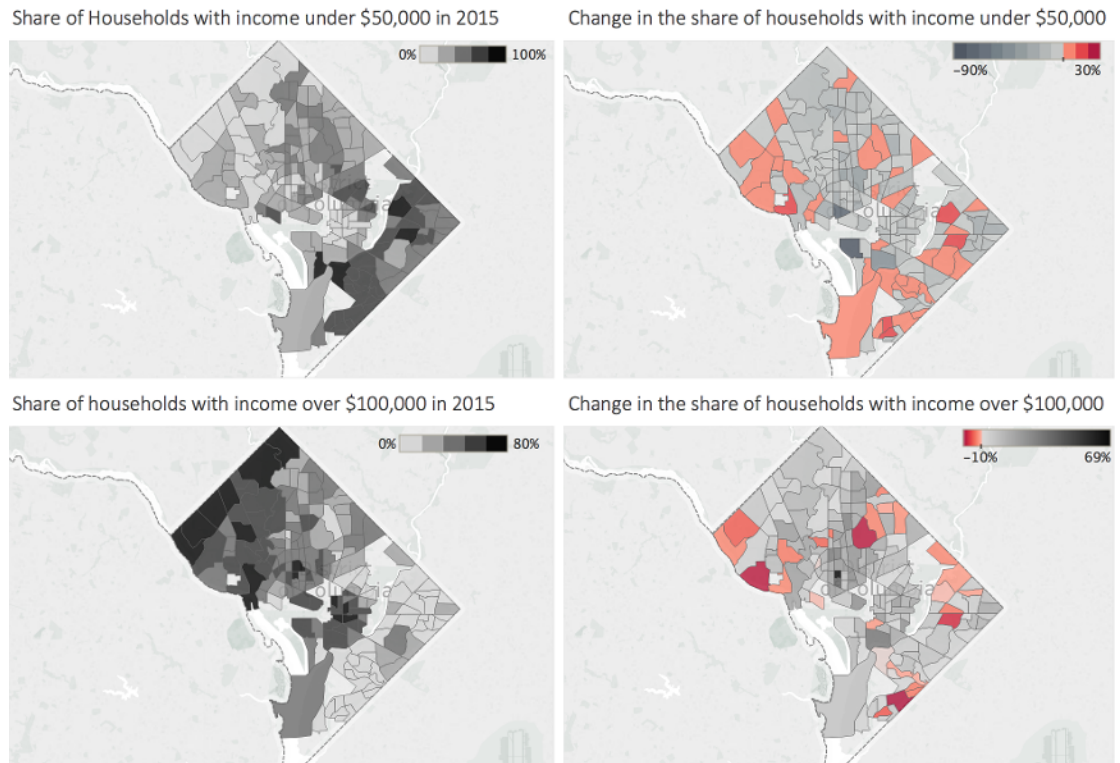 Share of Households with income under $50,000 in 2015
Change in the share of households with income under $50,000
0% 100%
−90% 30%
Share of households with income over $100,000 in 2015
Change in the share of households with income over $100,000
0% 80%
−10% 69%